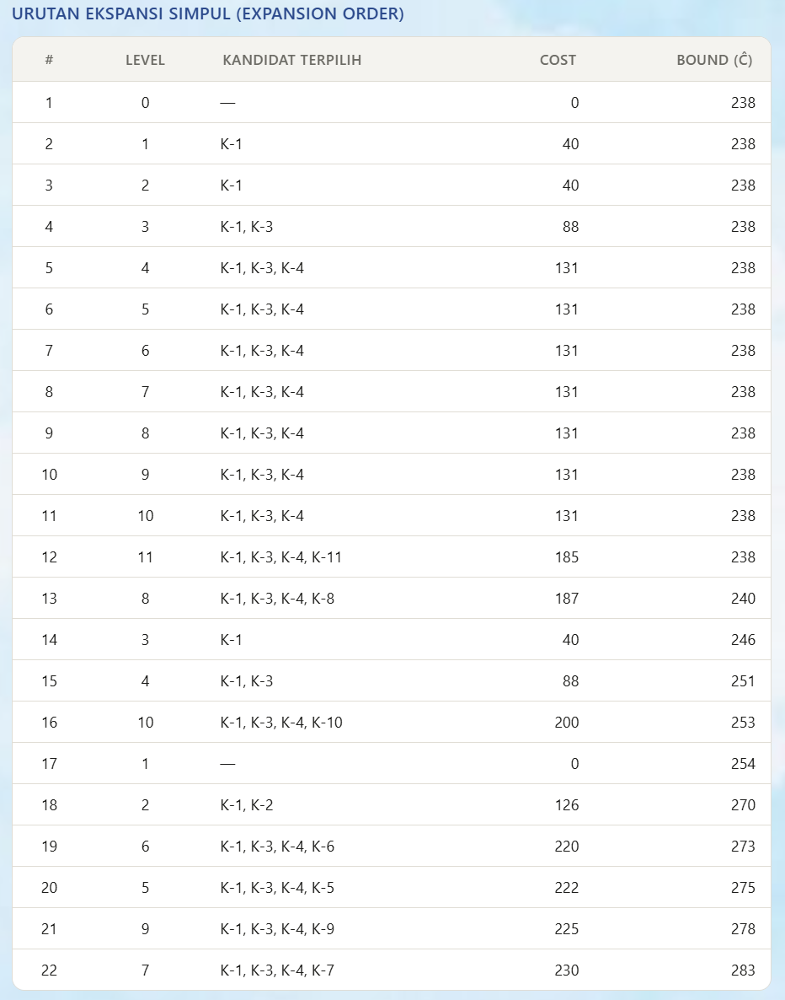 URUTAN EKSPANSI SIMPUL (EXPANSION ORDER)
# LEVEL KANDIDAT TERPILIH COST BOUND (Ĉ)
1 0 — 0 238
2 1 K-1 40 238
3 2 K-1 40 238
4 3 K-1, K-3 88 238
5 4 K-1, K-3, K-4 131 238
6 5 K-1, K-3, K-4 131 238
7 6 K-1, K-3, K-4 131 238
8 7 K-1, K-3, K-4 131 238
9 8 K-1, K-3, K-4 131 238
10 9 K-1, K-3, K-4 131 238
11 10 K-1, K-3, K-4 131 238
12 11 K-1, K-3, K-4, K-11 185 238
13 8 K-1, K-3, K-4, K-8 187 240
14 3 K-1 40 246
15 4 K-1, K-3 88 251
16 10 K-1, K-3, K-4, K-10 200 253
17 1 — 0 254
18 2 K-1, K-2 126 270
19 6 K-1, K-3, K-4, K-6 220 273
20 5 K-1, K-3, K-4, K-5 222 275
21 9 K-1, K-3, K-4, K-9 225 278
22 7 K-1, K-3, K-4, K-7 230 283